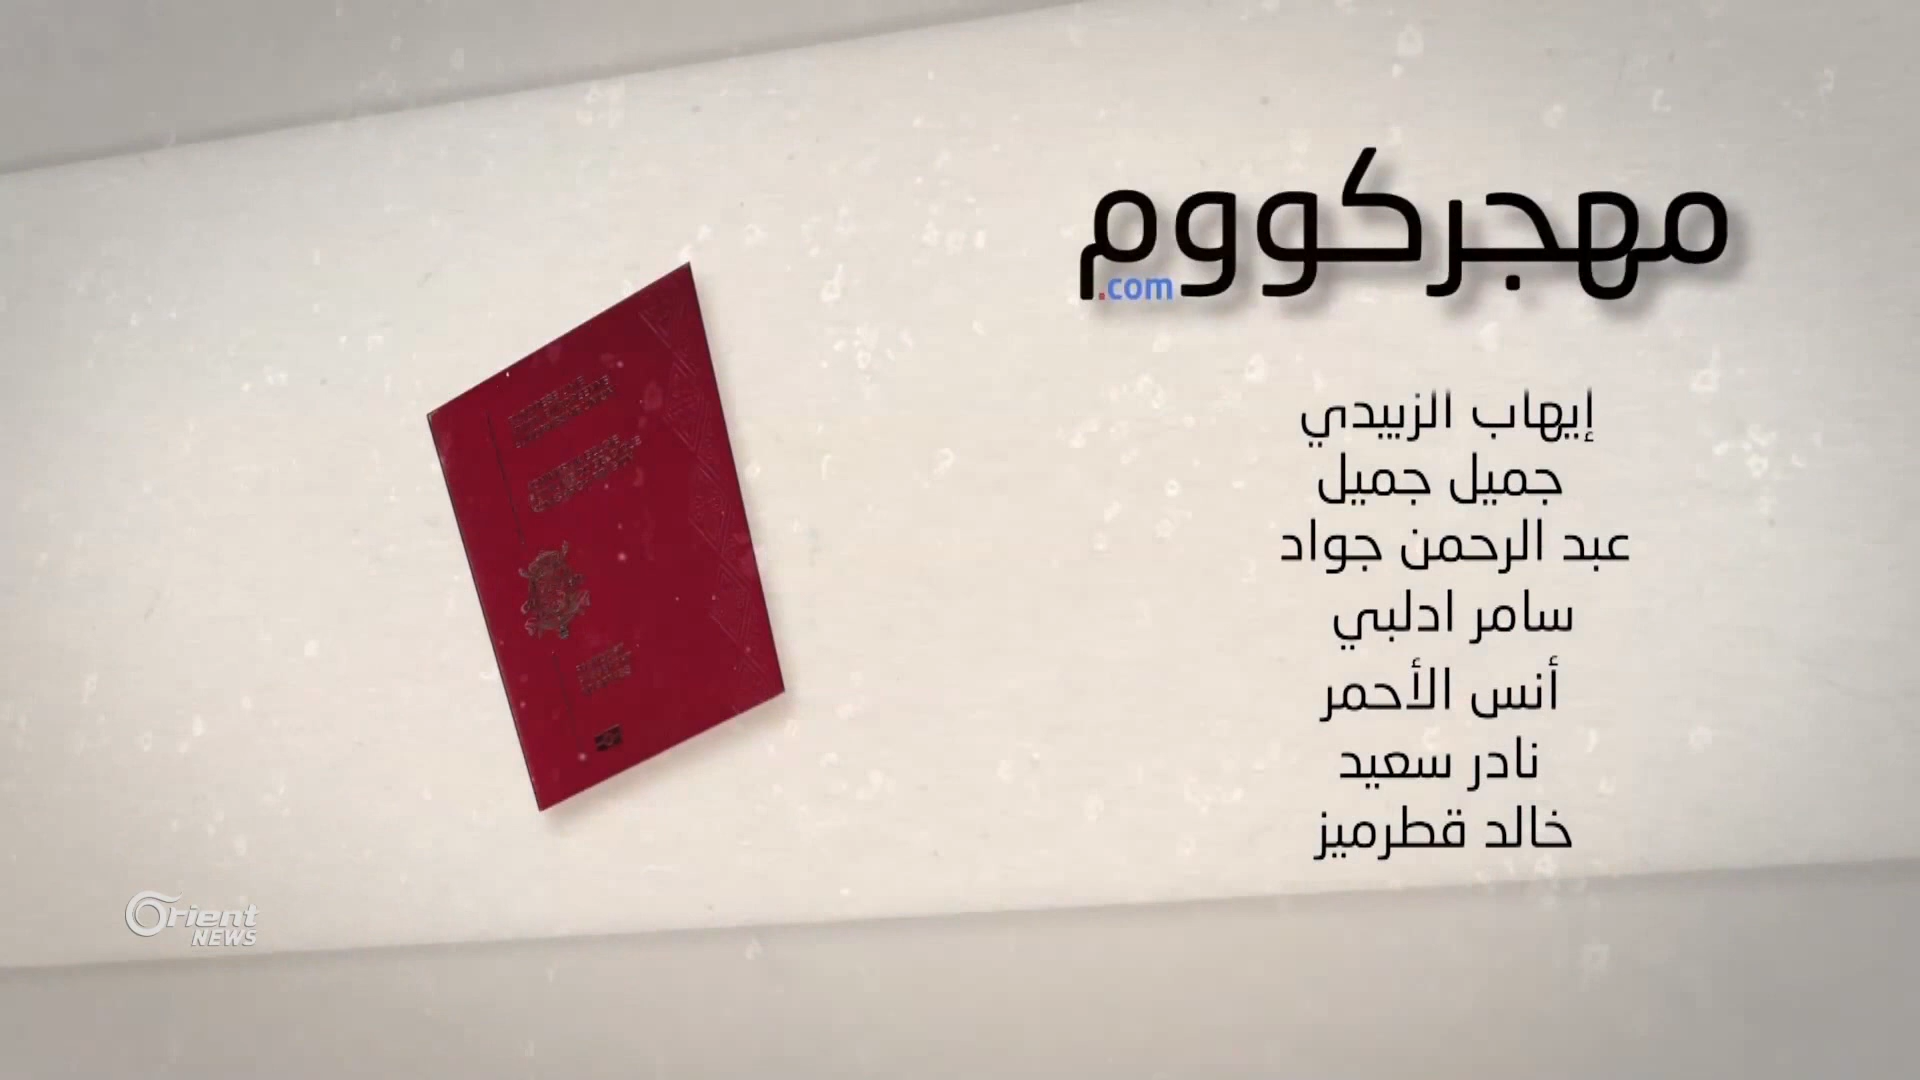 مهجركووم
.com
إيهاب الزبيدي
جميل جميل
عبد الرحمن جواد
سامر ادلبي
أنس الأحمر
نادر سعيد
خالد قطرميز
Orient
NEWS